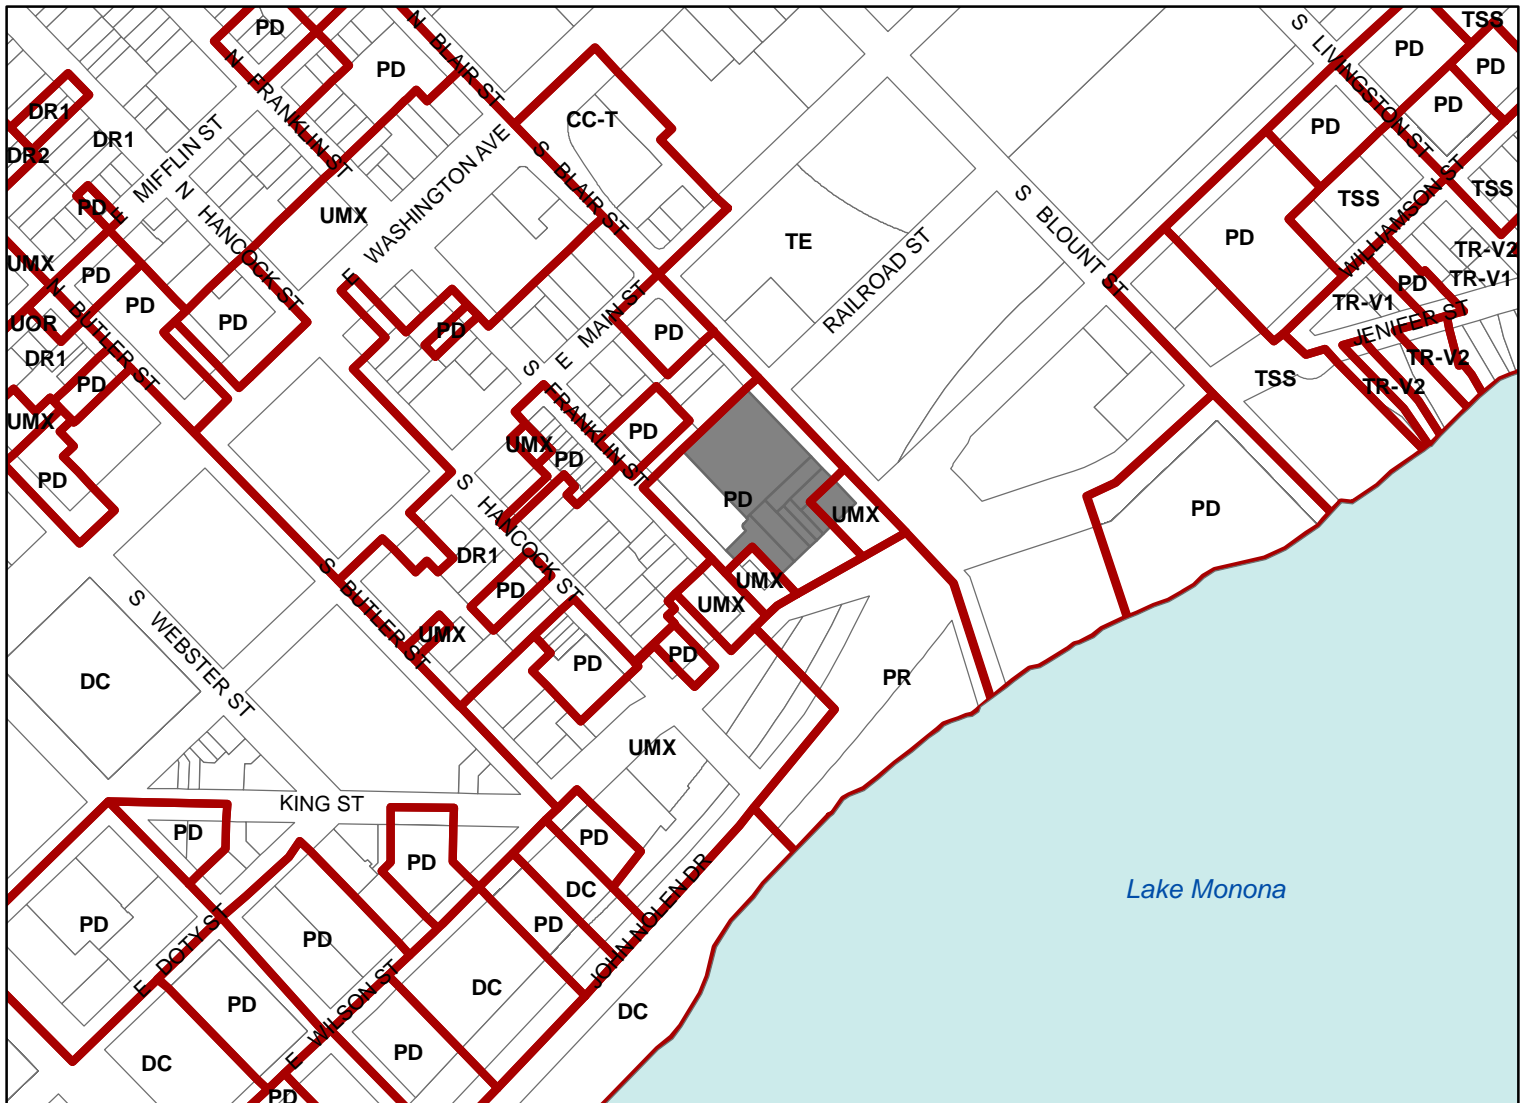 PD
N BLAIR ST
S LIVINGSTON ST
TSS
PD
PD
PD
N FRANKLIN ST
PD
DR1
CC-T
PD
DR1
E MIFFLIN ST
PD
DR2
E WASHINGTON AVE
S BLAIR ST
WILLIAMSON ST
TSS
TSS
N HANCOCK ST
S BLOUNT ST
PD
UMX
TE
PD
RAILROAD ST
TR-V2
UMX
PD
PD
TR-V1
TR-V1
PD
N BUTLER ST
E MAIN ST
UOR
PD
PD
PD
JENIFER ST
DR1
TR-V2
PD
S FRANKLIN ST
TSS
TR-V2
UMX
PD
UMX
PD
PD
S HANCOCK ST
PD
UMX
PD
DR1
S BUTLER ST
PD
UMX
UMX
S WEBSTER ST
UMX
PD
PD
DC
PR
UMX
KING ST
PD
PD
PD
DC
Lake Monona
JOHN NOLEN DR
PD
PD
PD
E DOTY ST
DC
PD
E WILSON ST
DC
PD
DC
PD